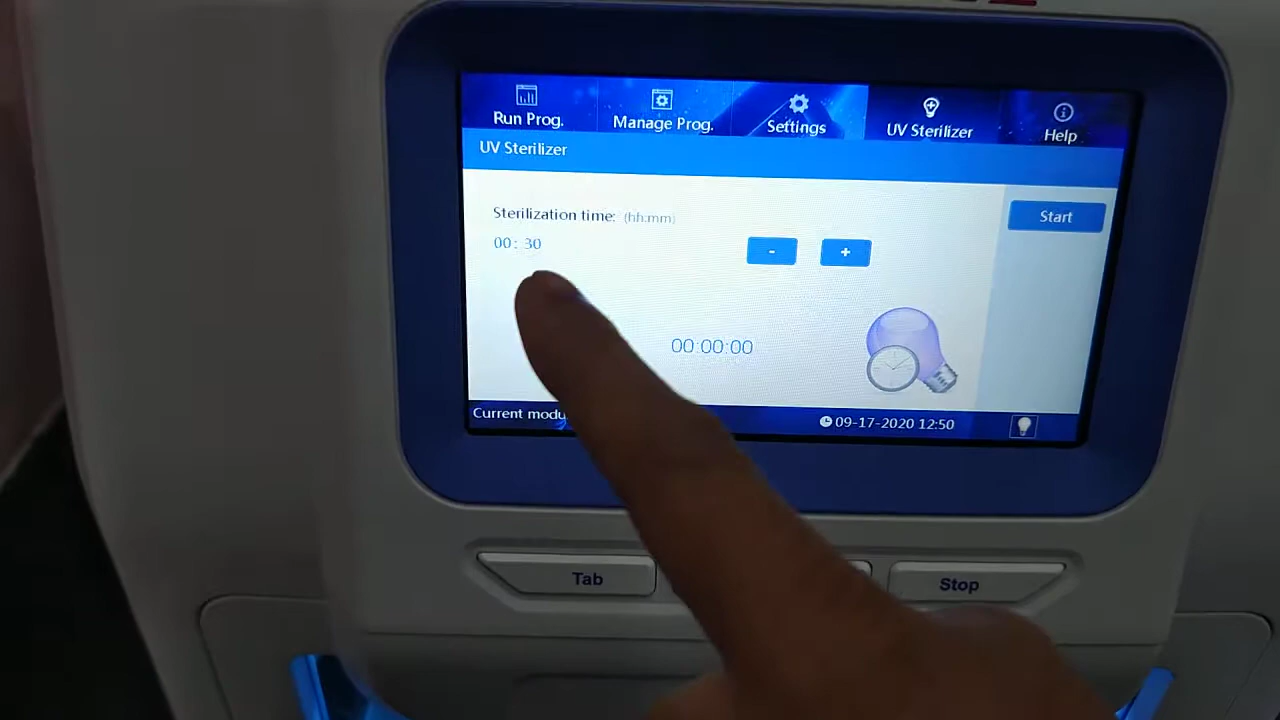 Run Prog.
Manage Prog.
Settings
UV Sterilizer
Help
UV Sterilizer
Sterilization time: (hh:mm)
00: 30
-
+
Start
00:00:00
Current modu
09-17-2020 12:50
Tab
Stop